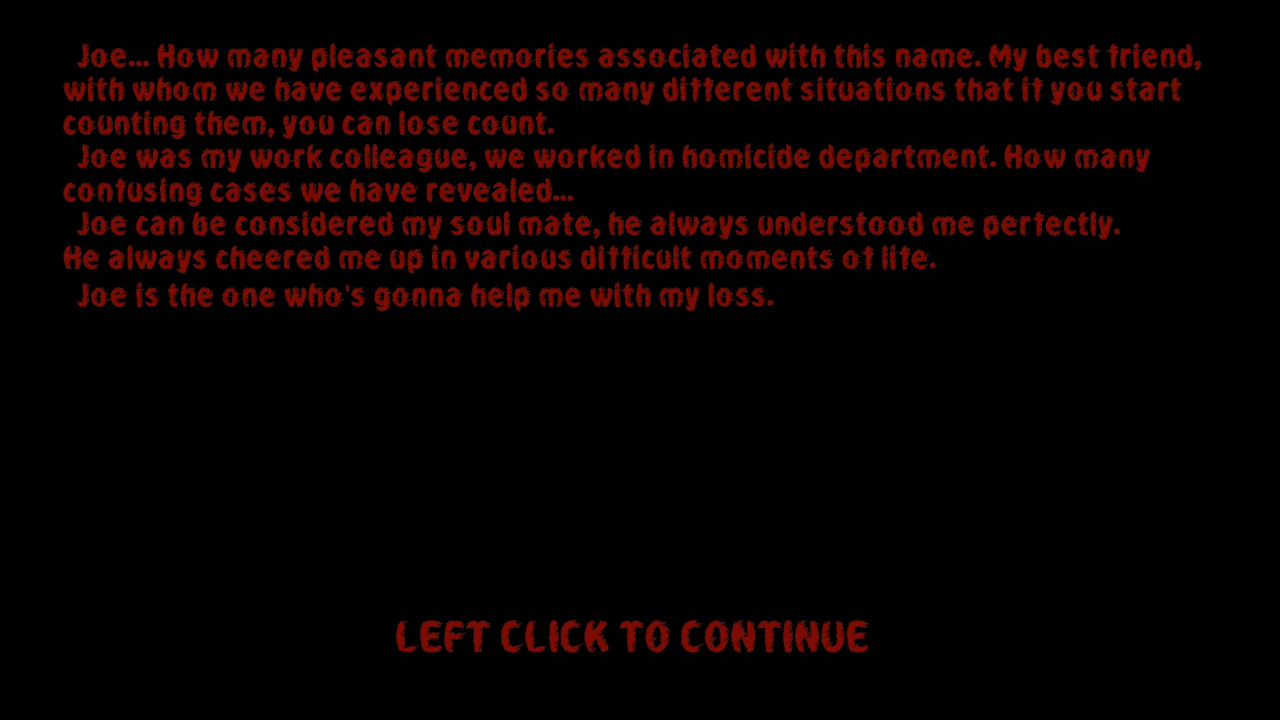 Joe... How many pleasant memories associated with this name. My best friend,
with whom we have experienced so many different situations that if you start
counting them, you can lose count.
Joe was my work colleague, we worked in homicide department. How many
confusing cases we have revealed...
Joe can be considered my soul mate, he always understood me perfectly.
He always cheered me up in various difficult moments of life.
Joe is the one who's gonna help me with my loss.
LEFT CLICK TO CONTINUE